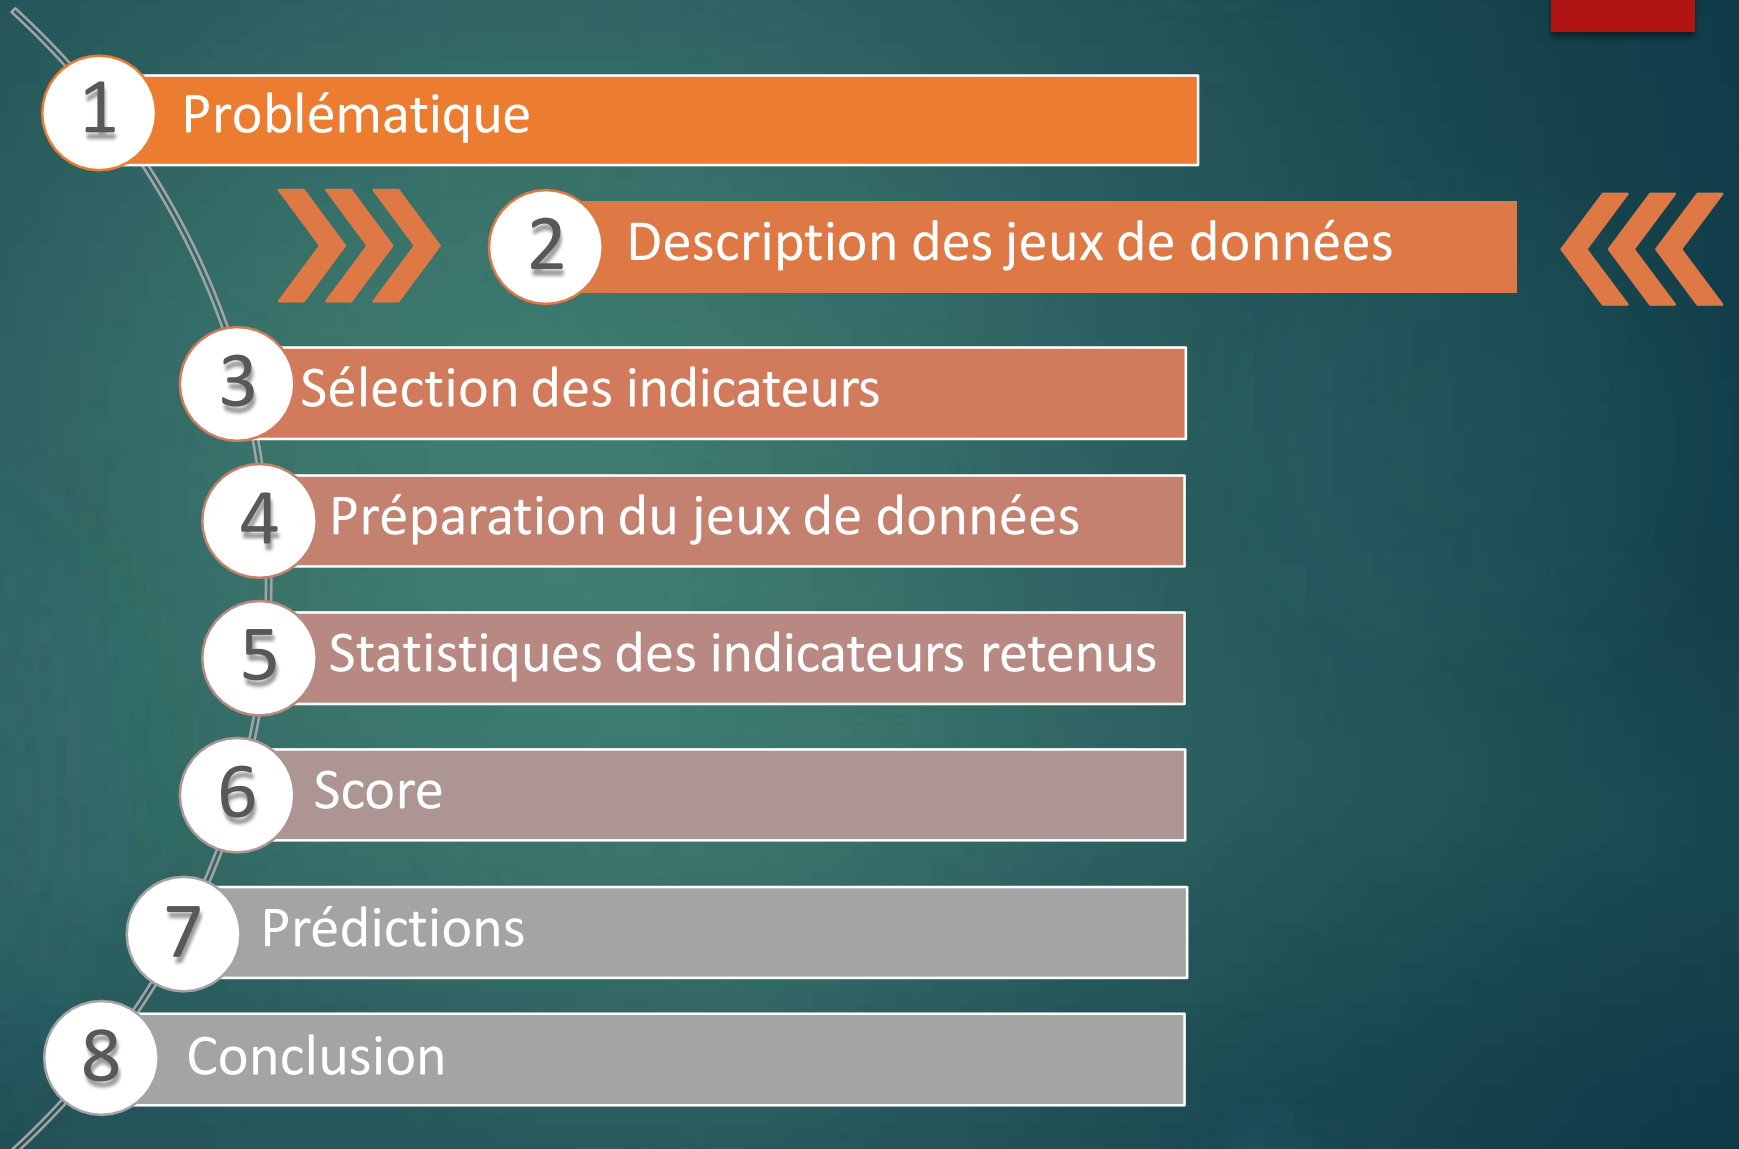 1 Problématique
2 Description des jeux de données
3 Sélection des indicateurs
4 Préparation du jeux de données
5 Statistiques des indicateurs retenus
6 Score
7 Prédictions
8 Conclusion